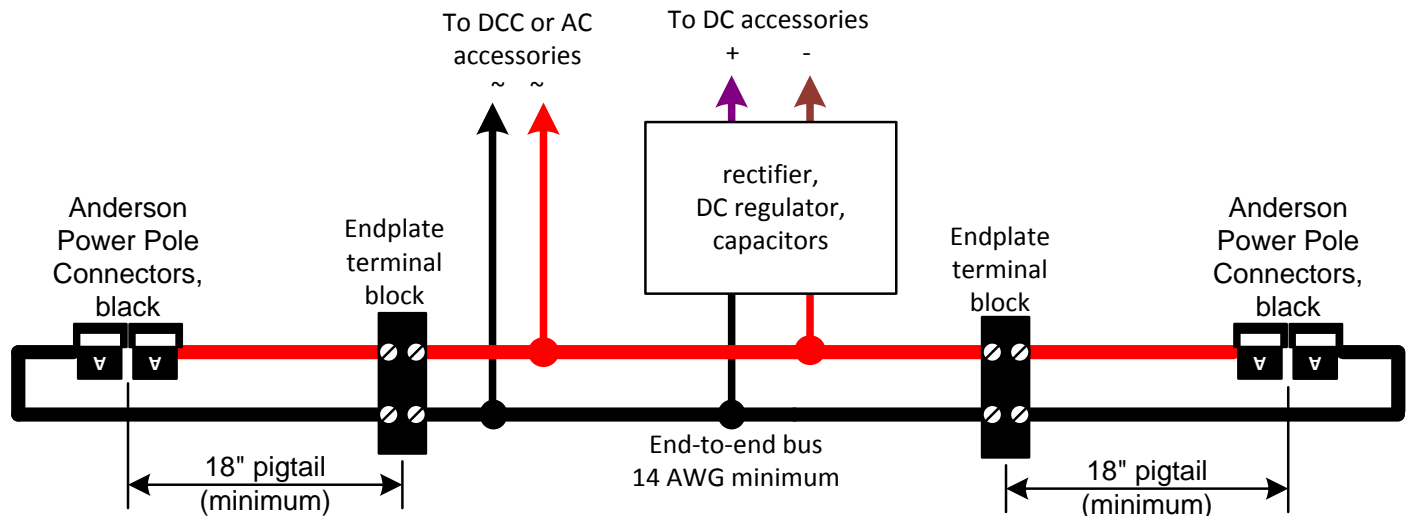 To DCC or AC
accessories
~ ~
To DC accessories
+ -
rectifier,
DC regulator,
capacitors
Anderson
Power Pole
Connectors,
black
Endplate
terminal
block
Endplate
terminal
block
Anderson
Power Pole
Connectors,
black
A A
A A
End-to-end bus
14 AWG minimum
18" pigtail
(minimum)
18" pigtail
(minimum)